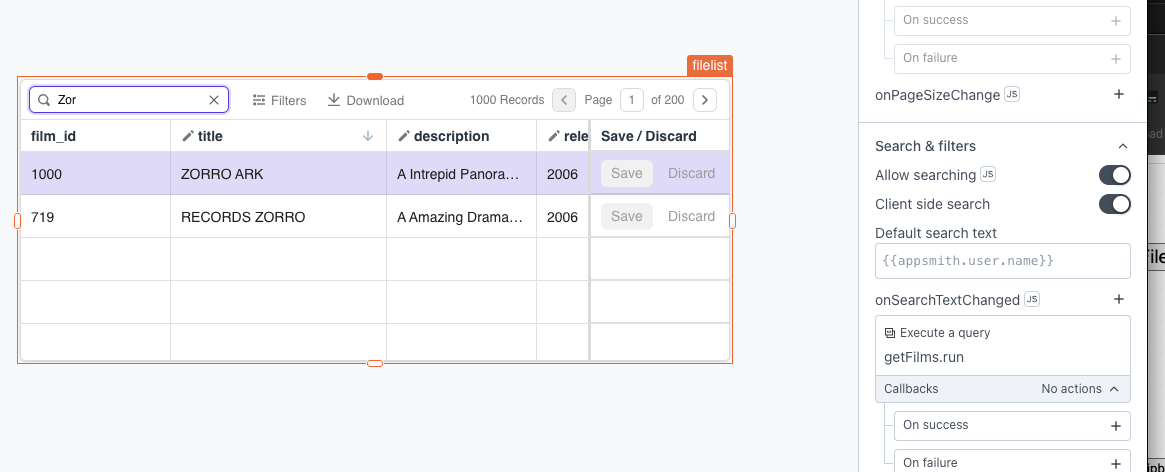 filelist
Zor
Filters
Download
1000 Records
Page 1 of 200
film_id title description rele Save / Discard
1000 ZORRO ARK A Intrepid Panora... 2006 Save Discard
719 RECORDS ZORRO A Amazing Drama... 2006 Save Discard
On success
On failure
onPageSizeChange JS
Search & filters
Allow searching JS
Client side search
Default search text
{{appsmith.user.name}}
onSearchTextChanged JS
Execute a query
getFilms.run
Callbacks No actions
On success
On failure